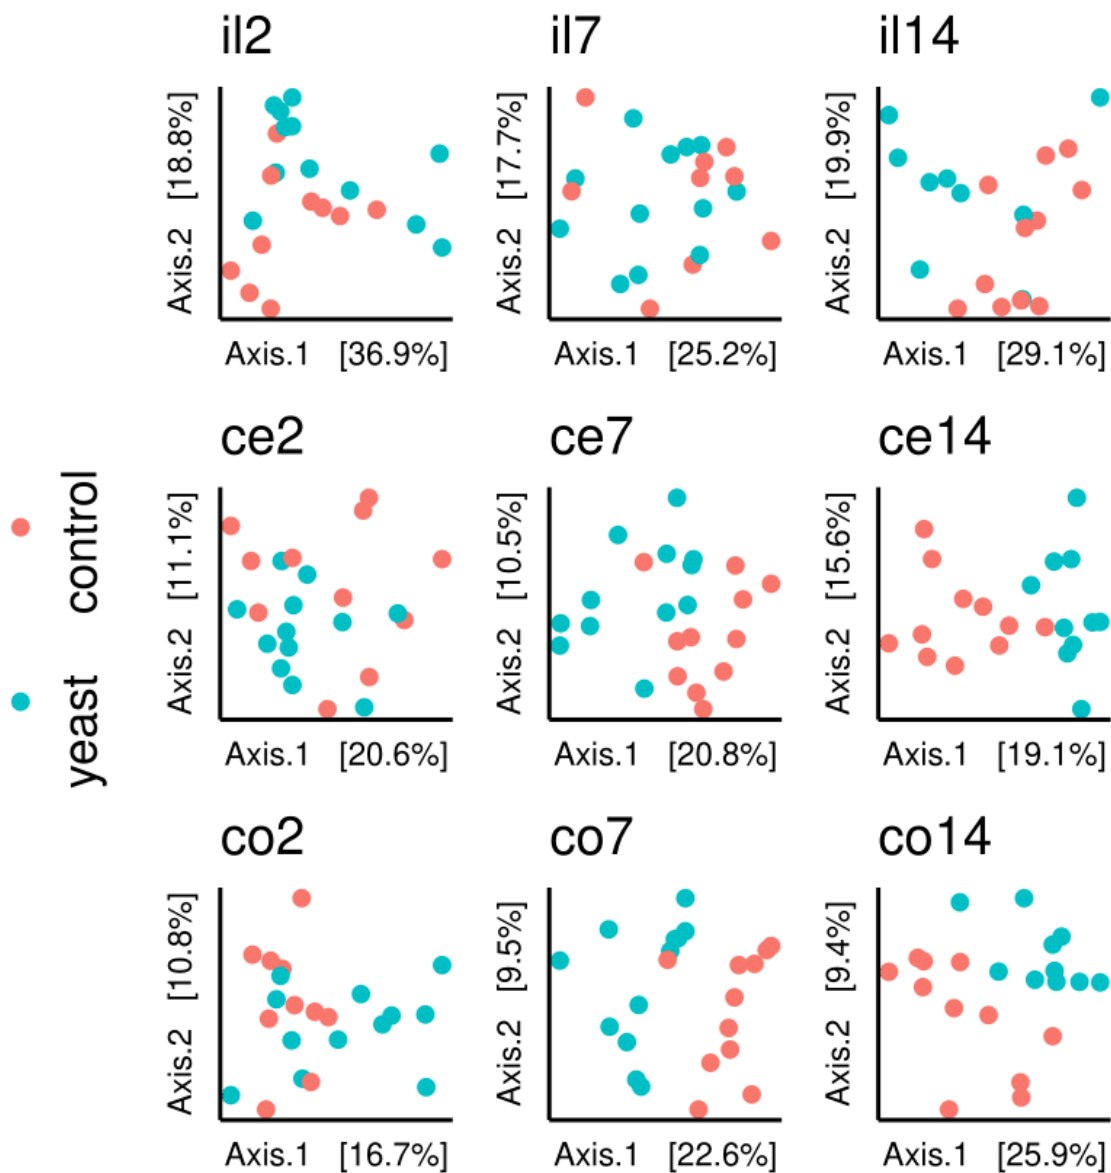 il2 il7 il14
Axis.2 [18.8%] Axis.2 [17.7%] Axis.2 [19.9%]
Axis.1 [36.9%] Axis.1 [25.2%] Axis.1 [29.1%]
yeast control
ce2 ce7 ce14
Axis.2 [11.1%] Axis.2 [10.5%] Axis.2 [15.6%]
Axis.1 [20.6%] Axis.1 [20.8%] Axis.1 [19.1%]
co2 co7 co14
Axis.2 [10.8%] Axis.2 [9.5%] Axis.2 [9.4%]
Axis.1 [16.7%] Axis.1 [22.6%] Axis.1 [25.9%]